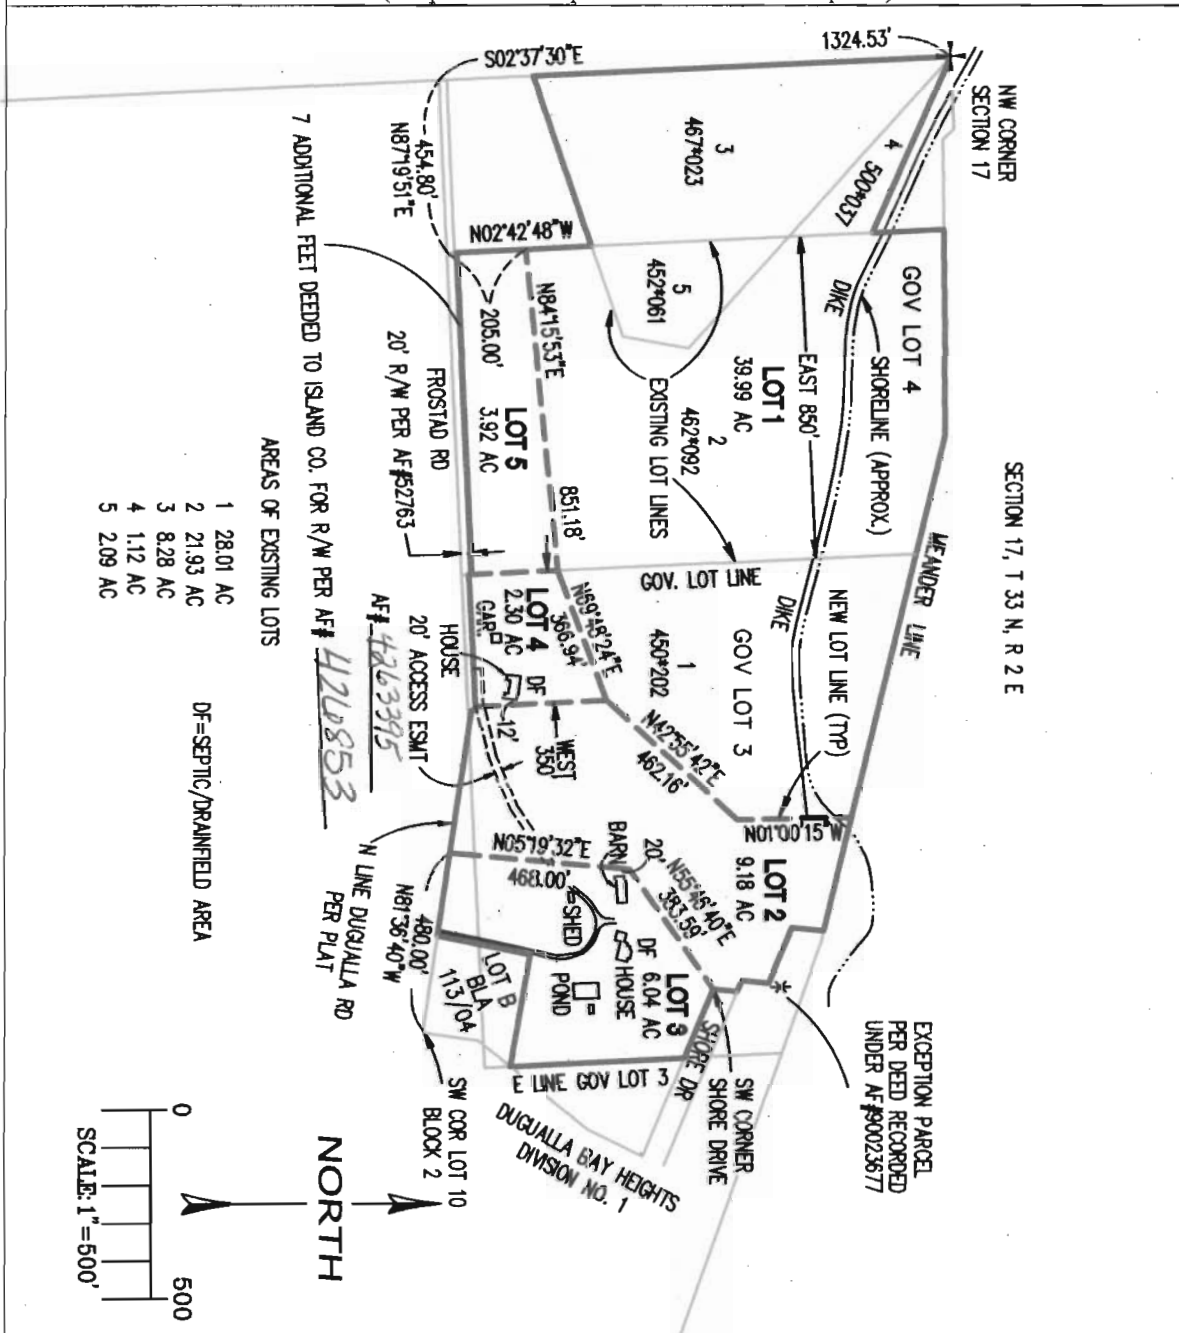 NW CORNER
SECTION 17
SECTION 17, T 33 N, R 2 E
1324.53'
S02°37'30"E
3
467*023
4
500*037
GOV LOT 4
DIKE
SHORELINE (APPROX.)
MEANDER LINE
EAST 850'
5
452*061
LOT 1
39.99 AC
2
462*092
EXISTING LOT LINES
GOV. LOT LINE
DIKE
NEW LOT LINE (TYP)
GOV LOT 3
1
450*202
454.80'
N87°19'51"E
N02°42'48"W
N84°15'53"E
851.18'
205.00'
LOT 5
3.92 AC
FROSTAD RD
20' R/W PER AF#52763
7 ADDITIONAL FEET DEEDED TO ISLAND CO. FOR R/W PER AF# 426853
N69°48'24"E
366.94'
LOT 4
2.30 AC
GAR.
DF
HOUSE
12'
20' ACCESS ESMT
AF# 4263395
WEST
350'
N42°55'42"E
462.16'
N01°00'15"W
LOT 2
9.18 AC
N05°19'32"E
468.00'
BARN
20'
N55°46'40"E
383.59'
=SHED
DF
HOUSE
LOT 3
6.04 AC
POND
SHORE DR
E LINE GOV LOT 3
LOT B
BLA
113/04
480.00'
N81°36'40"W
N LINE DUGUALLA RD
PER PLAT
SW COR LOT 10
BLOCK 2
SW CORNER
SHORE DRIVE
EXCEPTION PARCEL
PER DEED RECORDED
UNDER AF#90023677
DUGUALLA BAY HEIGHTS
DIVISION NO. 1
AREAS OF EXISTING LOTS
1 28.01 AC
2 21.93 AC
3 8.28 AC
4 1.12 AC
5 2.09 AC
DF=SEPTIC/DRAINFIELD AREA
NORTH
0
500
SCALE: 1"=500'